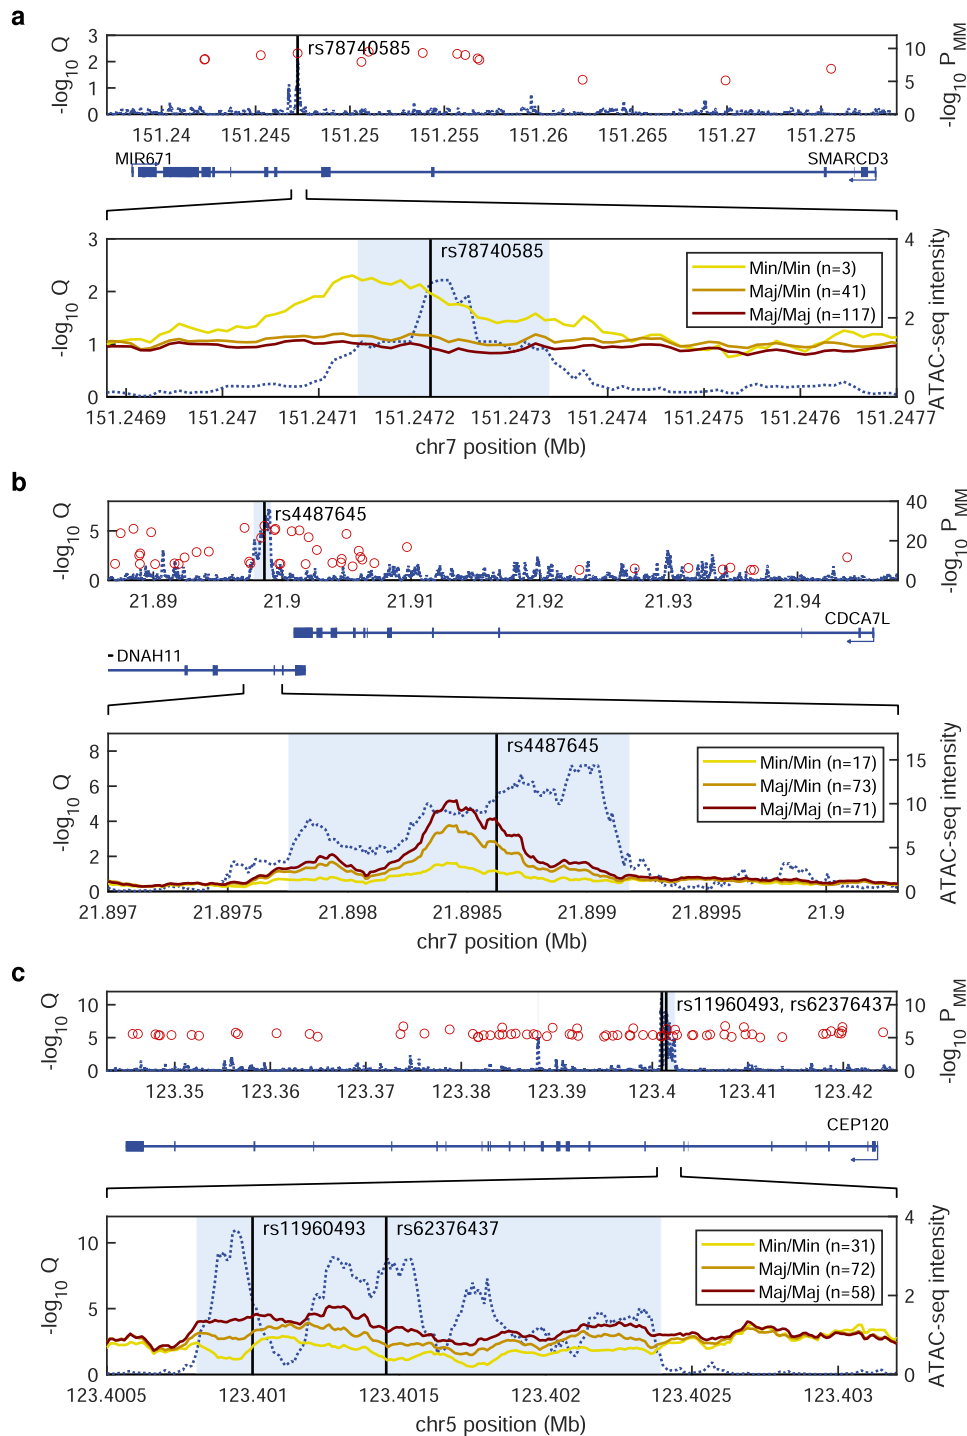 a
3
2
1
0
-log10 Q
10
5
0
-log10 PMM
rs78740585
151.24 151.245 151.25 151.255 151.26 151.265 151.27 151.275
MIR671 SMARCD3
3
2
1
0
-log10 Q
4
2
0
ATAC-seq intensity
rs78740585
Min/Min (n=3)
Maj/Min (n=41)
Maj/Maj (n=117)
151.2469 151.247 151.2471 151.2472 151.2473 151.2474 151.2475 151.2476 151.2477
chr7 position (Mb)
b
5
0
-log10 Q
40
20
0
-log10 PMM
rs4487645
21.89 21.9 21.91 21.92 21.93 21.94
CDCA7L
DNAH11
8
6
4
2
0
-log10 Q
15
10
5
0
ATAC-seq intensity
rs4487645
Min/Min (n=17)
Maj/Min (n=73)
Maj/Maj (n=71)
21.897 21.8975 21.898 21.8985 21.899 21.8995 21.9
chr7 position (Mb)
c
10
5
0
-log10 Q
10
5
0
-log10 PMM
rs11960493, rs62376437
123.35 123.36 123.37 123.38 123.39 123.4 123.41 123.42
CEP120
10
5
0
-log10 Q
4
2
0
ATAC-seq intensity
rs11960493 rs62376437
Min/Min (n=31)
Maj/Min (n=72)
Maj/Maj (n=58)
123.4005 123.401 123.4015 123.402 123.4025 123.403
chr5 position (Mb)